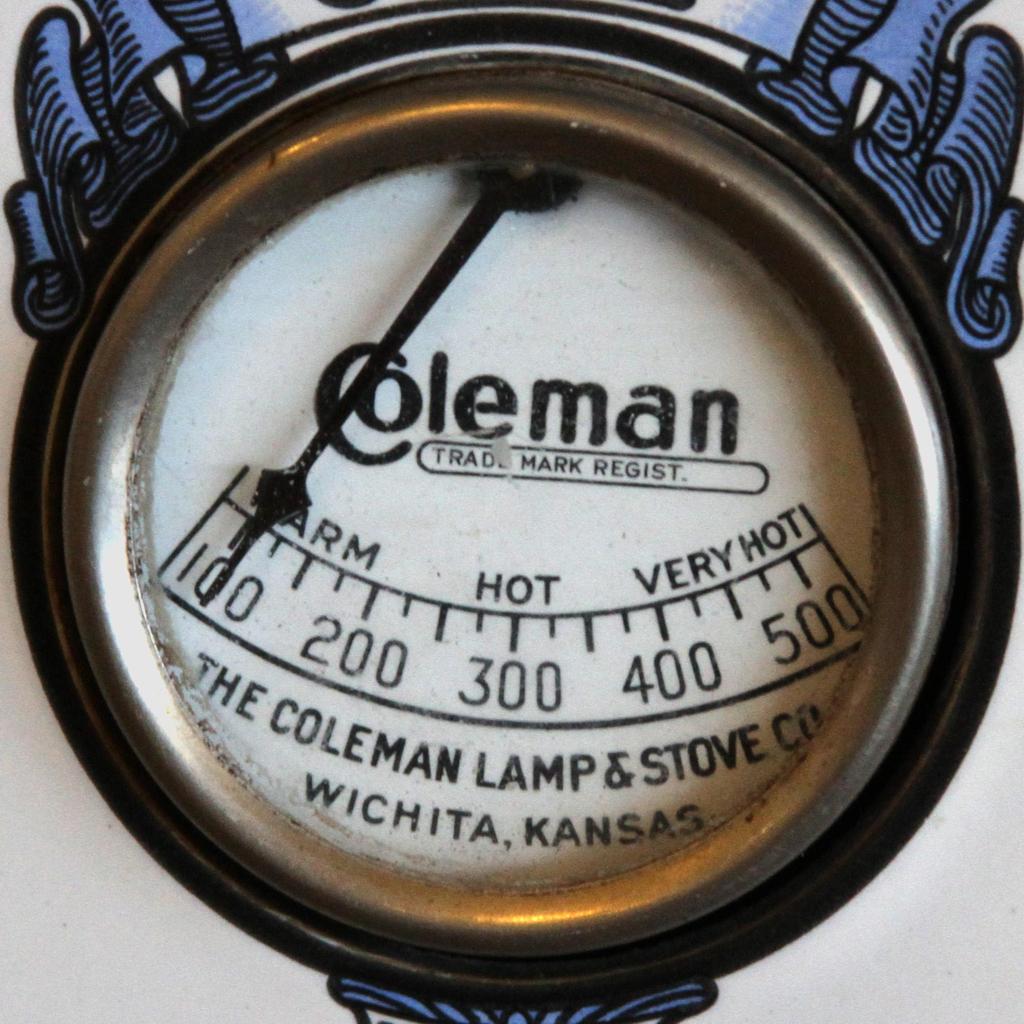 Coleman
TRADE MARK REGIST.
WARM HOT VERY HOT
100 200 300 400 500
THE COLEMAN LAMP & STOVE CO
WICHITA, KANSAS.